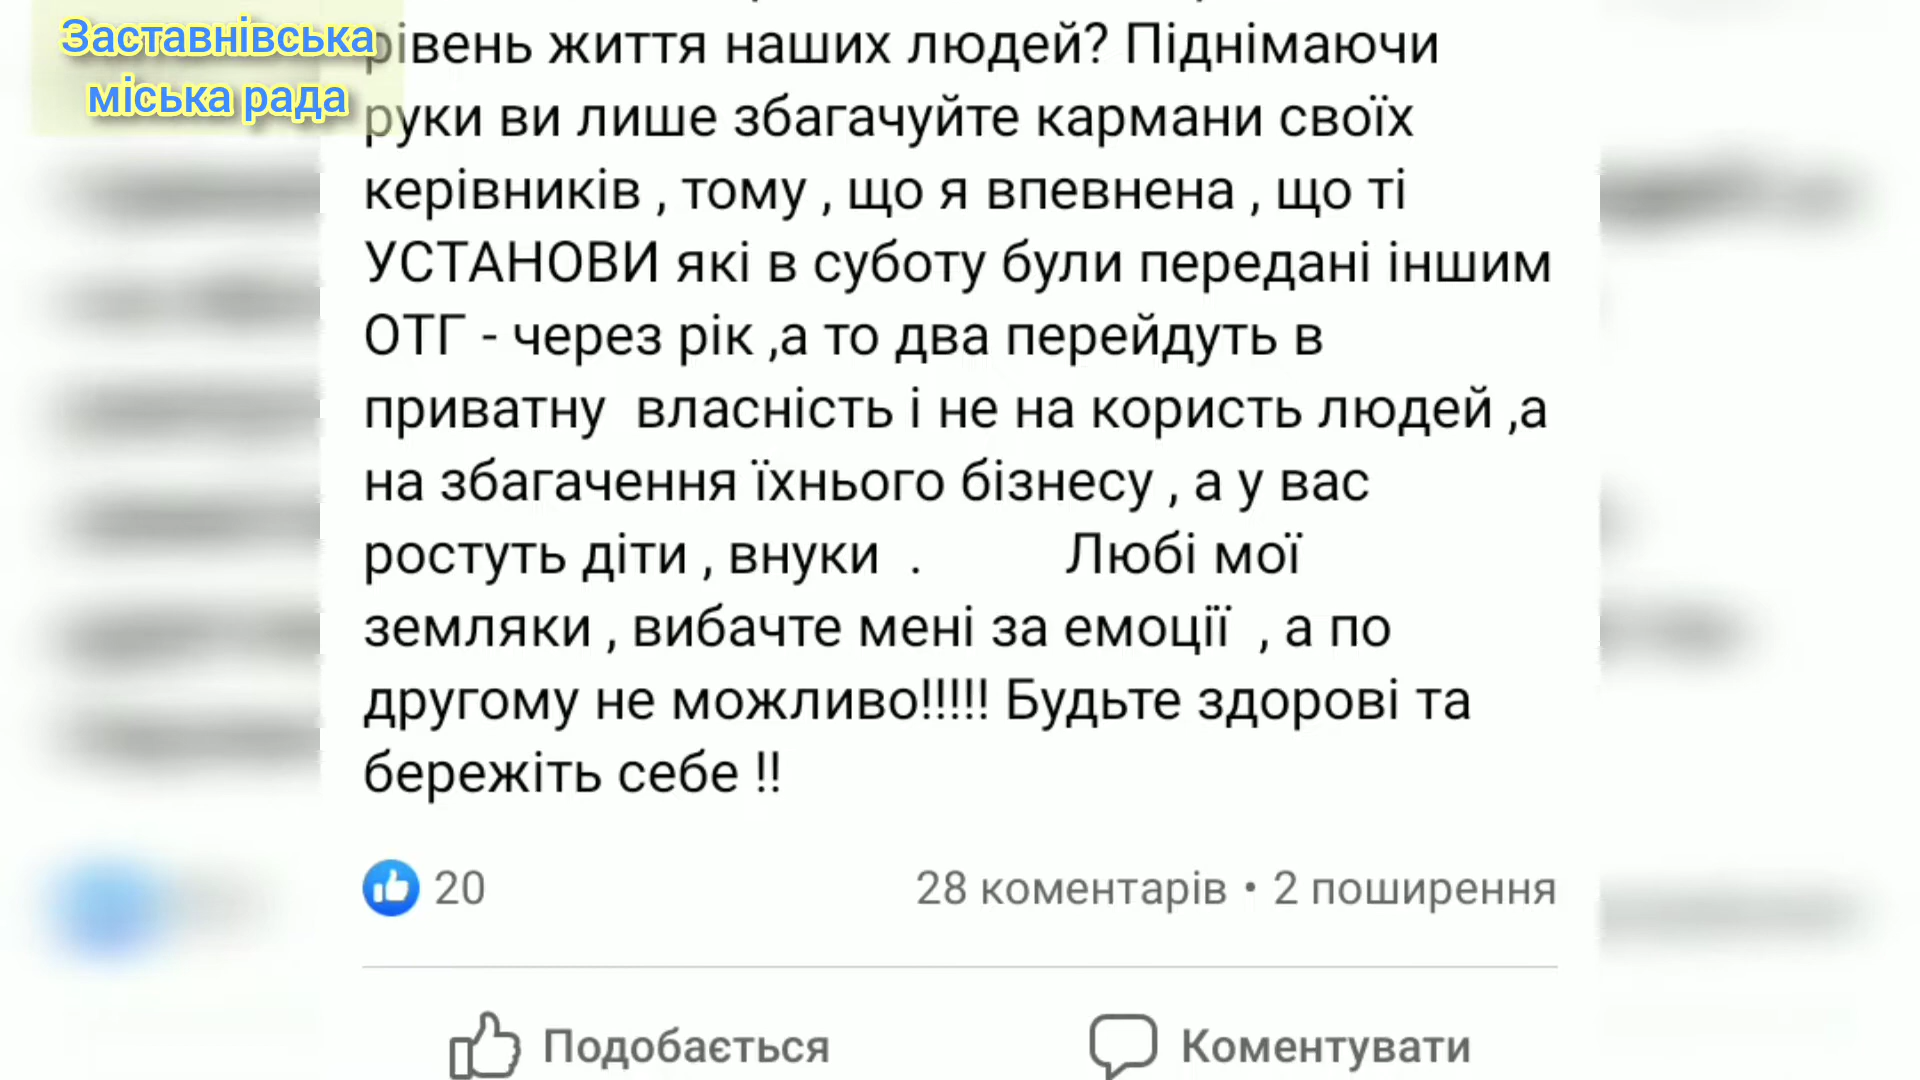 Заставнівська
міська рада
рівень життя наших людей? Піднімаючи
руки ви лише збагачуйте кармани своїх
керівників , тому , що я впевнена , що ті
УСТАНОВИ які в суботу були передані іншим
ОТГ - через рік ,а то два перейдуть в
приватну власність і не на користь людей ,а
на збагачення їхнього бізнесу , а у вас
ростуть діти , внуки . Любі мої
земляки , вибачте мені за емоції , а по
другому не можливо!!!!! Будьте здорові та
бережіть себе !!
20 28 коментарів • 2 поширення
Подобається Коментувати